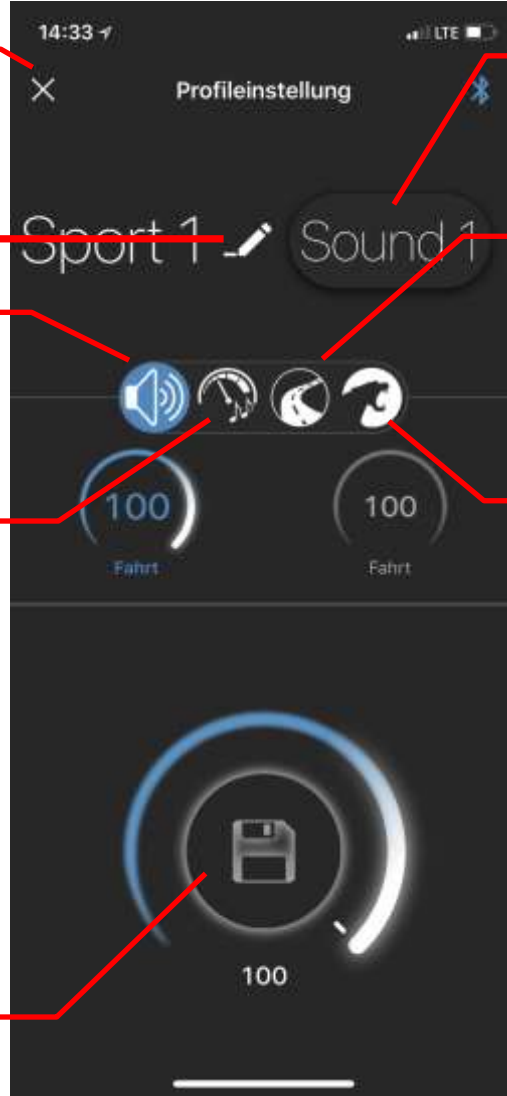 14:33 LTE
Profileinstellung
Sport 1 Sound 1
100 100
Fahrt Fahrt
100